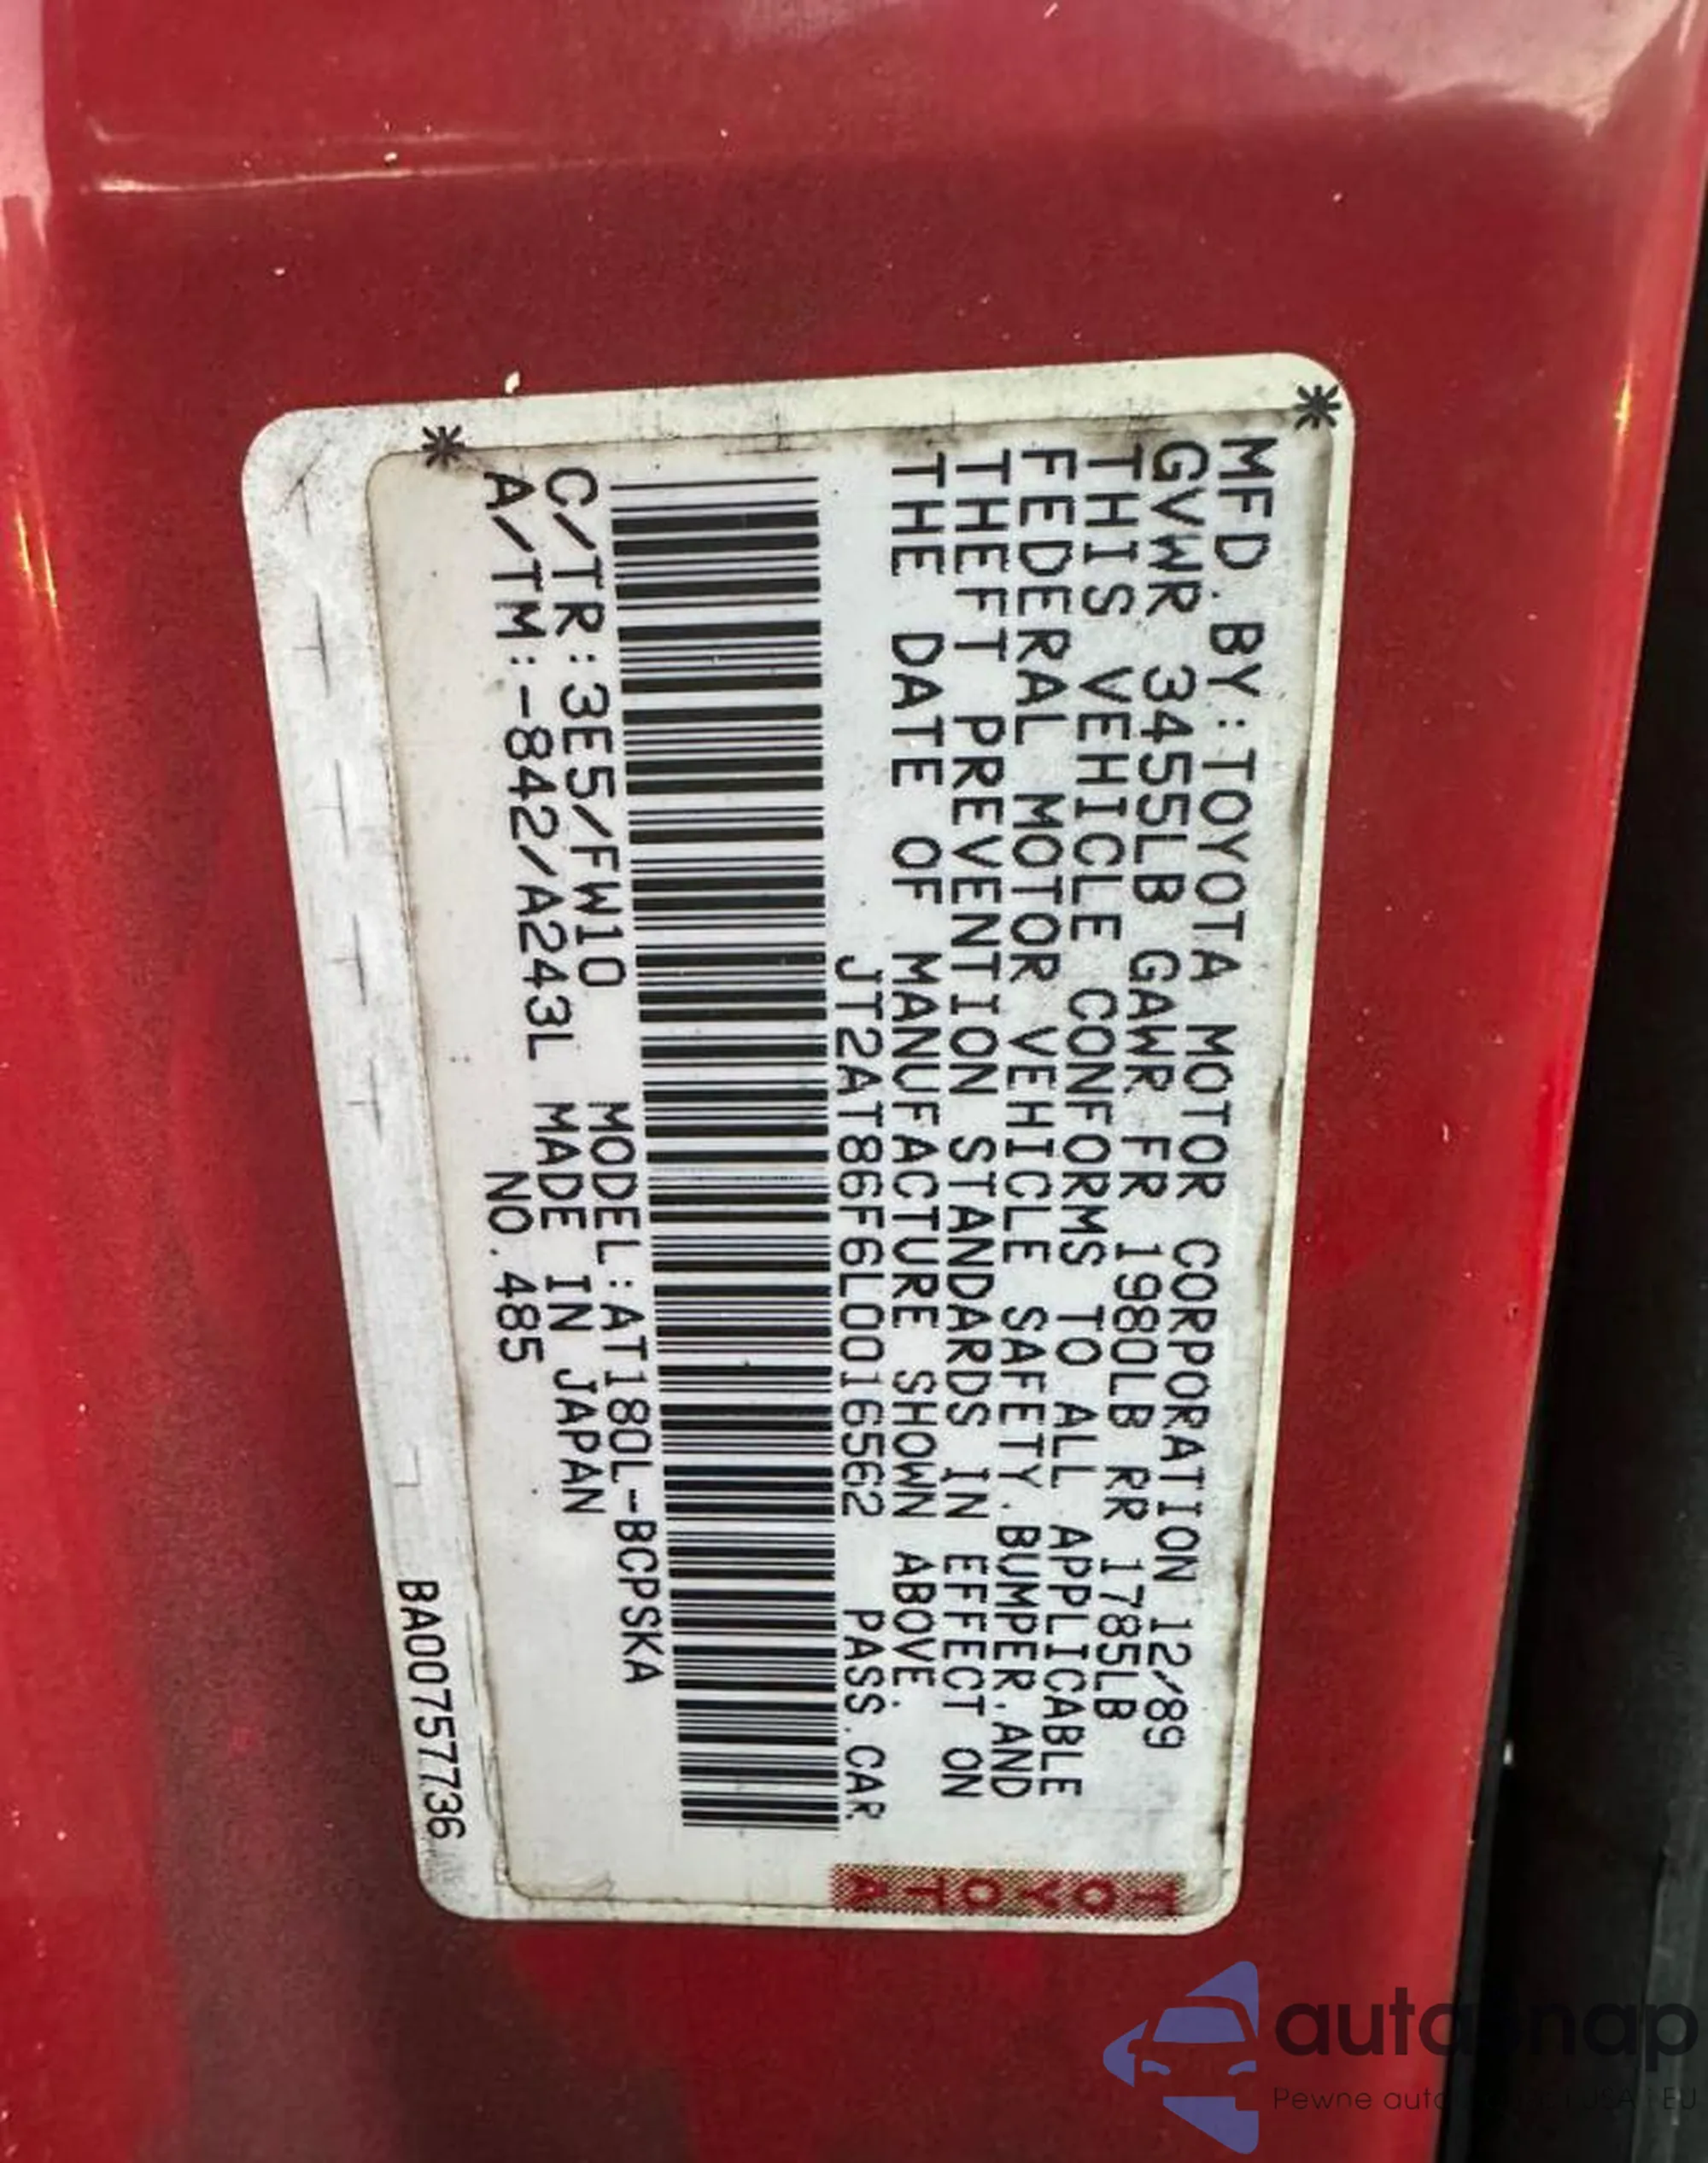 MFD.BY:TOYOTA MOTOR CORPORATION 12/89
GVWR 3455LB GAWR FR 1980LB RR 1785LB
THIS VEHICLE CONFORMS TO ALL APPLICABLE
FEDERAL MOTOR VEHICLE SAFETY.BUMPER.AND
THEFT PREVENTION STANDARDS IN EFFECT ON
THE DATE OF MANUFACTURE SHOWN ABOVE.
JT2AT86F6L0016562 PASS.CAR
C/TR:3E5/FW10 MODEL:AT180L-BCPSKA
A/TM:-842/A243L MADE IN JAPAN
NO.485
BA00757736
TOYOTA
Pewne